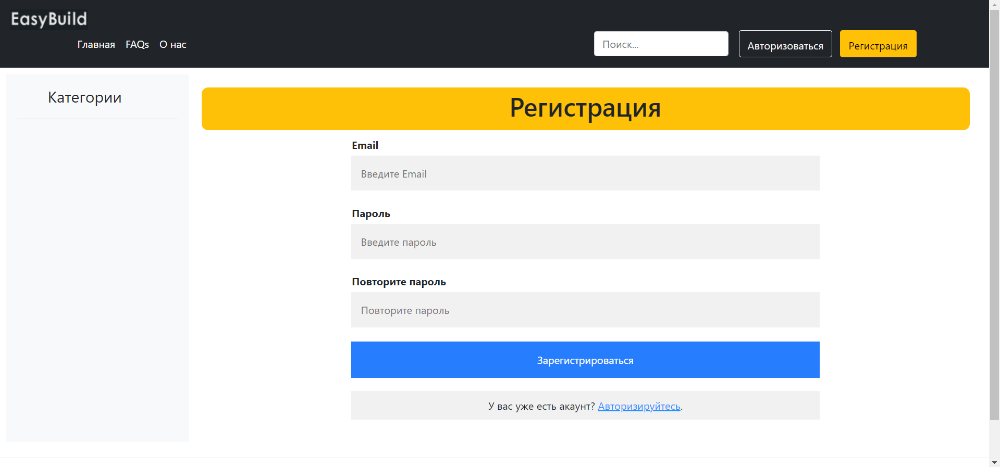 EasyBuild
Главная FAQs О нас Поиск... Авторизоваться Регистрация
Категории
Регистрация
Email
Введите Email
Пароль
Введите пароль
Повторите пароль
Повторите пароль
Зарегистрироваться
У вас уже есть акаунт? Авторизируйтесь.